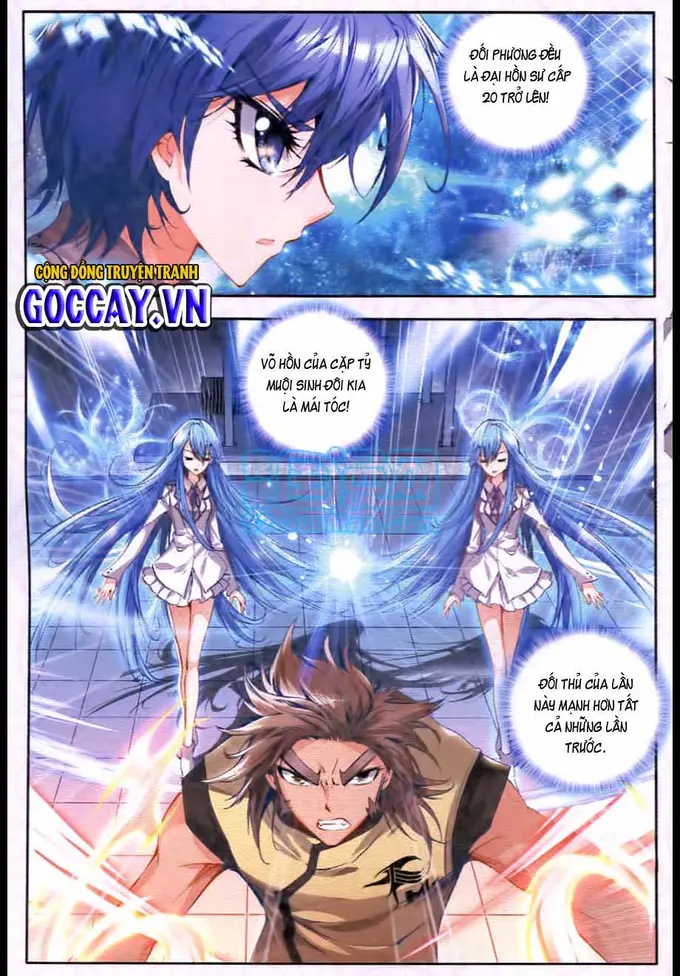 ĐỐI PHƯƠNG ĐỀU
LÀ ĐẠI HỒN SƯ CẤP
20 TRỞ LÊN!
CỘNG ĐỒNG TRUYỆN TRANH
GOCCAY.VN
VÕ HỒN CỦA CẶP TỶ
MUỘI SINH ĐÔI KIA
LÀ MÁI TÓC!
ĐỐI THỦ CỦA LẦN
NÀY MẠNH HƠN TẤT
CẢ NHỮNG LẦN
TRƯỚC.